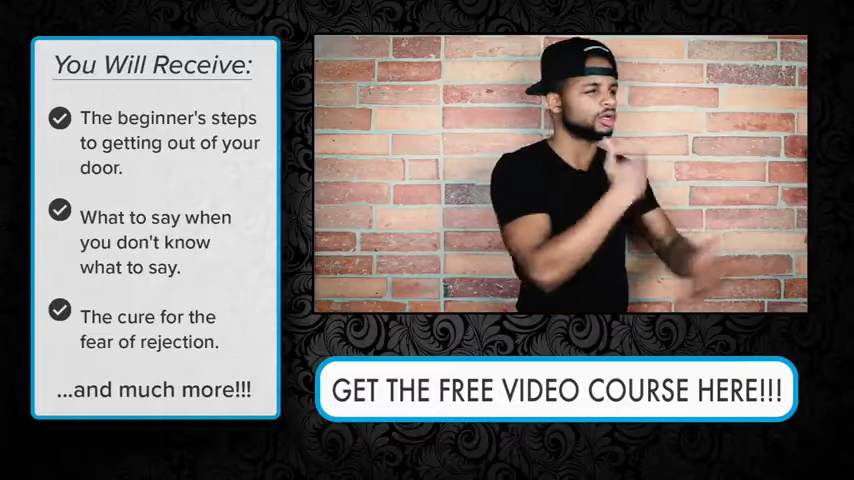 You Will Receive:
The beginner's steps
to getting out of your
door.
What to say when
you don't know
what to say.
The cure for the
fear of rejection.
...and much more!!!
GET THE FREE VIDEO COURSE HERE!!!